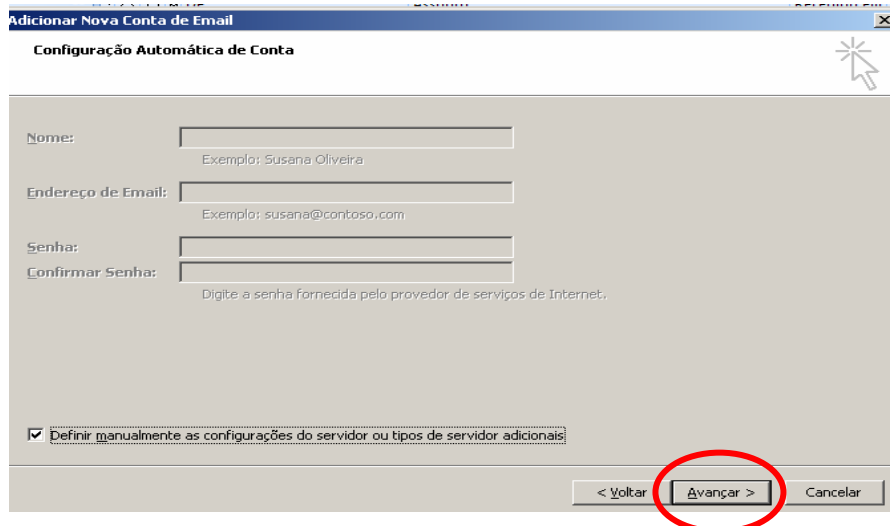 Adicionar Nova Conta de Email
Configuração Automática de Conta
Nome:
Exemplo: Susana Oliveira
Endereço de Email:
Exemplo: susana@contoso.com
Senha:
Confirmar Senha:
Digite a senha fornecida pelo provedor de serviços de Internet.
Definir manualmente as configurações do servidor ou tipos de servidor adicionais
< Voltar Avançar > Cancelar